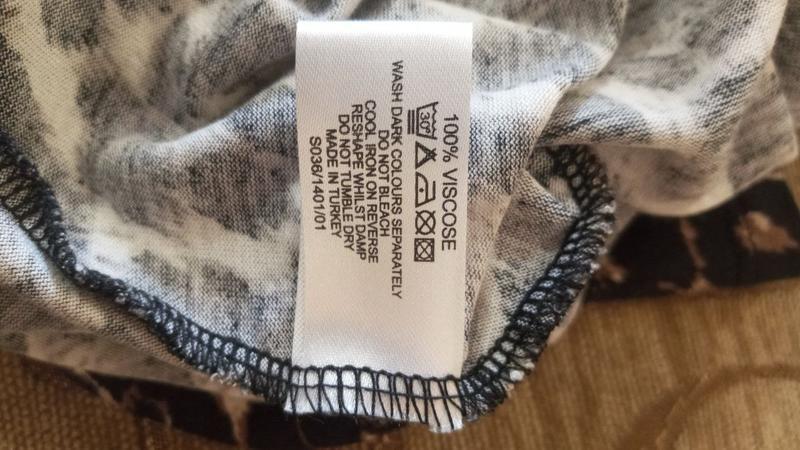 100% VISCOSE
30°
WASH DARK COLOURS SEPARATELY
DO NOT BLEACH
COOL IRON ON REVERSE
RESHAPE WHILST DAMP
DO NOT TUMBLE DRY
MADE IN TURKEY
S036/1401/01